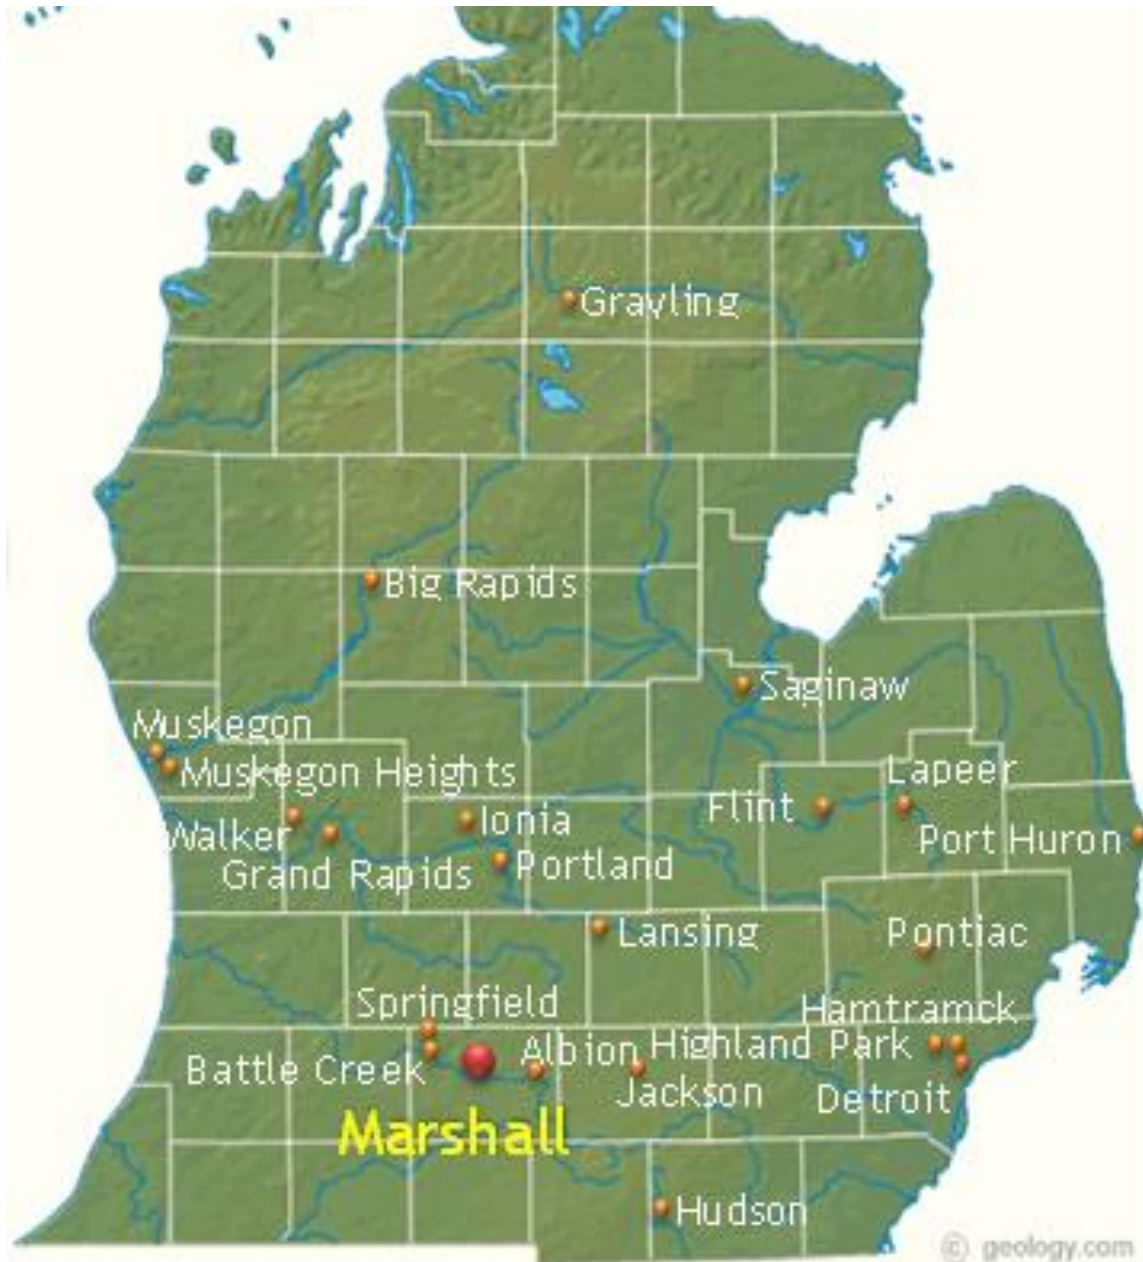 Grayling
Big Rapids
Saginaw
Muskegon
Muskegon Heights
Lapeer
Flint
Ionia
Walker
Port Huron
Grand Rapids
Portland
Lansing
Pontiac
Springfield
Hamtramck
Albion
Highland Park
Battle Creek
Jackson
Detroit
Marshall
Hudson
© geology.com